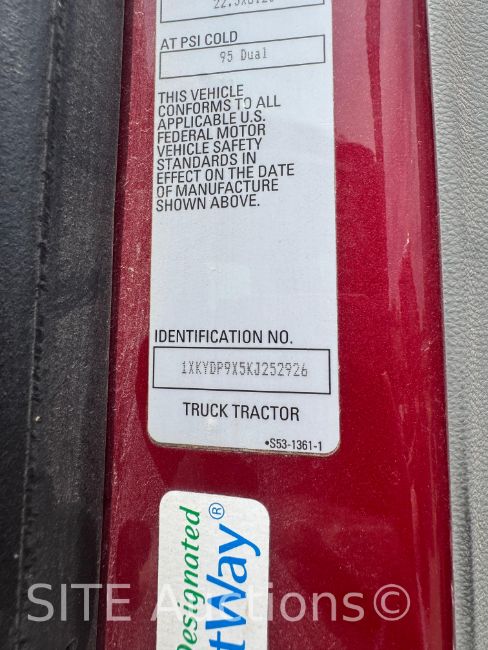 AT PSI COLD
95 Dual
THIS VEHICLE
CONFORMS TO ALL
APPLICABLE U.S.
FEDERAL MOTOR
VEHICLE SAFETY
STANDARDS IN
EFFECT ON THE DATE
OF MANUFACTURE
SHOWN ABOVE.
IDENTIFICATION NO.
1XKYDP9X5KJ252926
TRUCK TRACTOR
•S53-1361-1
Designated
tWay®
SITE Auctions©